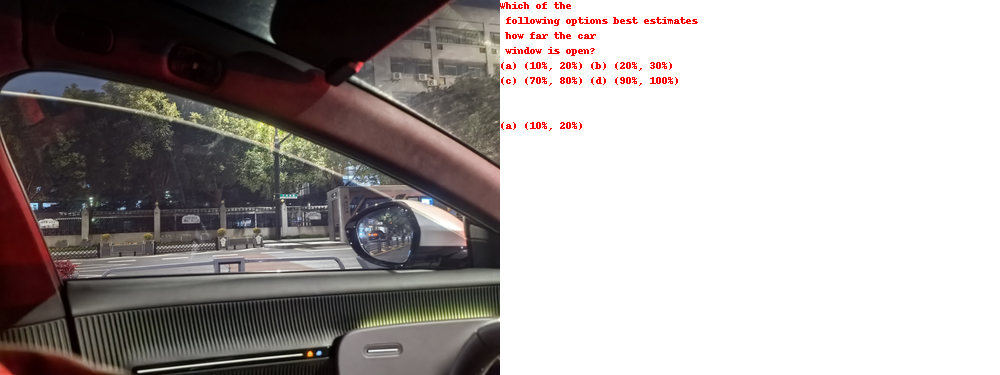 Which of the
following options best estimates
how far the car
window is open?
(a) (10%, 20%) (b) (20%, 30%)
(c) (70%, 80%) (d) (90%, 100%)
(a) (10%, 20%)